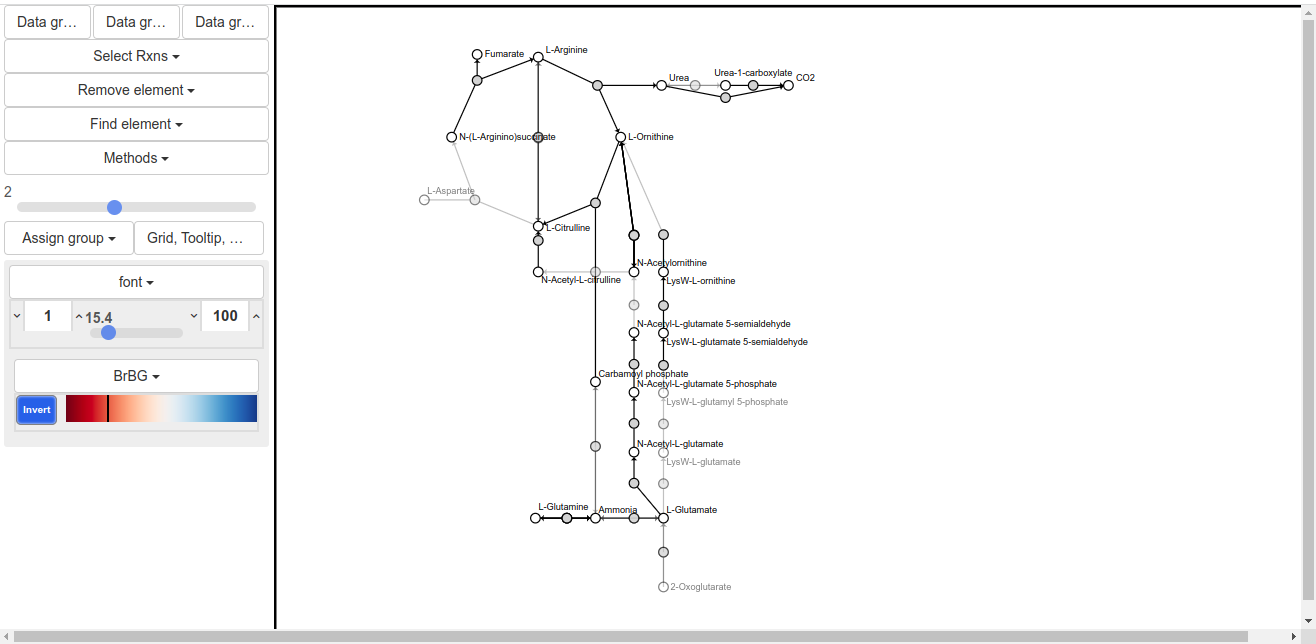 Data gr…
Data gr…
Data gr…
Select Rxns
Remove element
Find element
Methods
2
Assign group
Grid, Tooltip, …
font
1
15.4
100
BrBG
Invert
Fumarate
L-Arginine
Urea
Urea-1-carboxylate
CO2
N-(L-Arginino)succinate
L-Ornithine
L-Aspartate
L-Citrulline
N-Acetylornithine
N-Acetyl-L-citrulline
LysW-L-ornithine
N-Acetyl-L-glutamate 5-semialdehyde
LysW-L-glutamate 5-semialdehyde
Carbamoyl phosphate
N-Acetyl-L-glutamate 5-phosphate
LysW-L-glutamyl 5-phosphate
N-Acetyl-L-glutamate
LysW-L-glutamate
L-Glutamine
Ammonia
L-Glutamate
2-Oxoglutarate